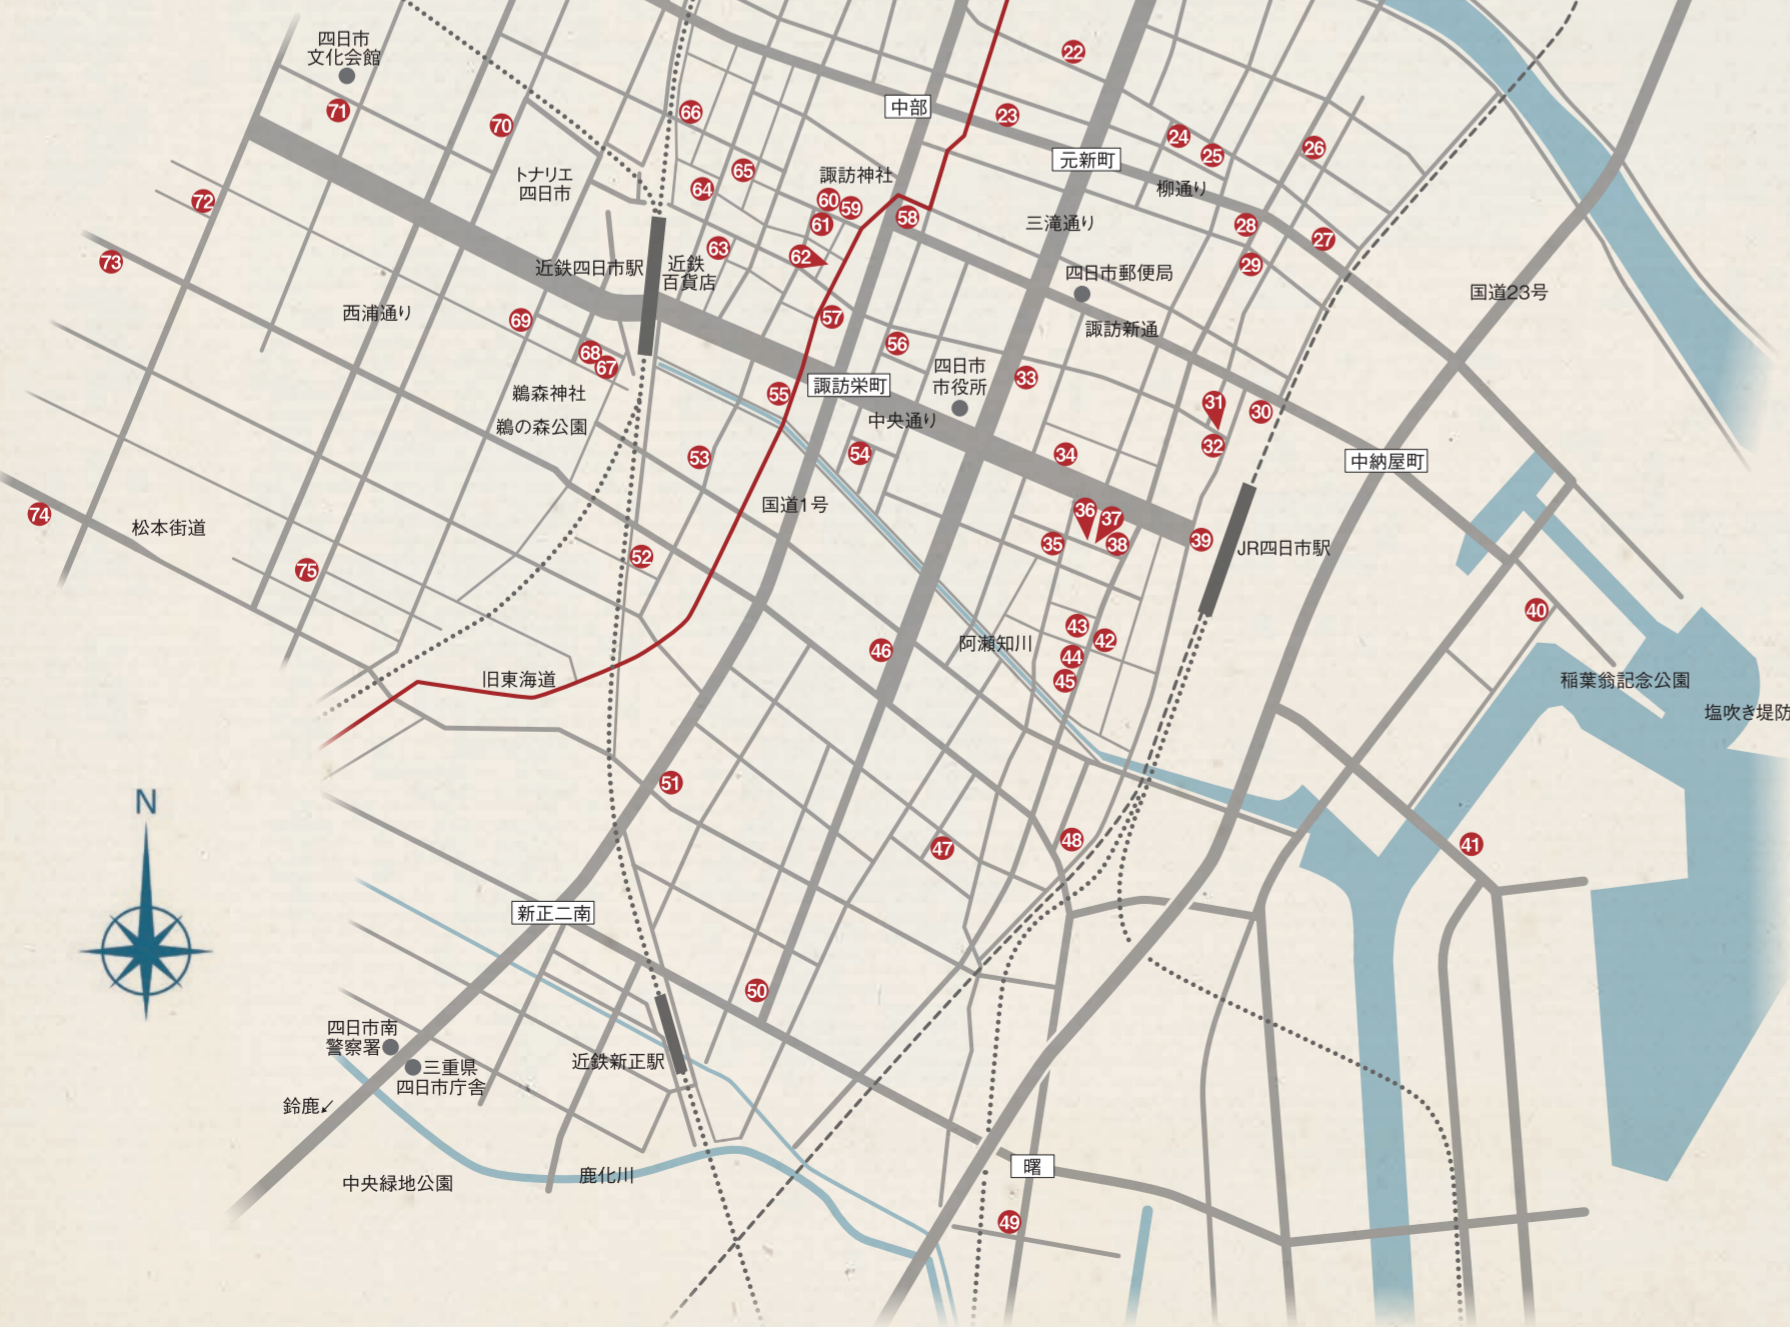 四日市
文化会館
71
70
66
65
64
72
73
トナリエ
四日市
中部
22
23
元新町
24
25
26
柳通り
諏訪神社
60
59
61
58
62
63
三滝通り
28
27
29
近鉄四日市駅
近鉄
百貨店
四日市郵便局
国道23号
諏訪新通
西浦通り
69
68
67
57
56
四日市
市役所
33
諏訪栄町
55
中央通り
鵜森神社
鵜の森公園
31
30
32
54
34
53
中納屋町
国道1号
36
37
35
38
39
JR四日市駅
74
松本街道
52
75
40
43
42
阿瀬知川
44
45
46
旧東海道
稲葉翁記念公園
塩吹き堤防
51
N
47
48
41
新正二南
50
四日市南
警察署
三重県
四日市庁舎
近鉄新正駅
鈴鹿↙
中央緑地公園
鹿化川
曙
49